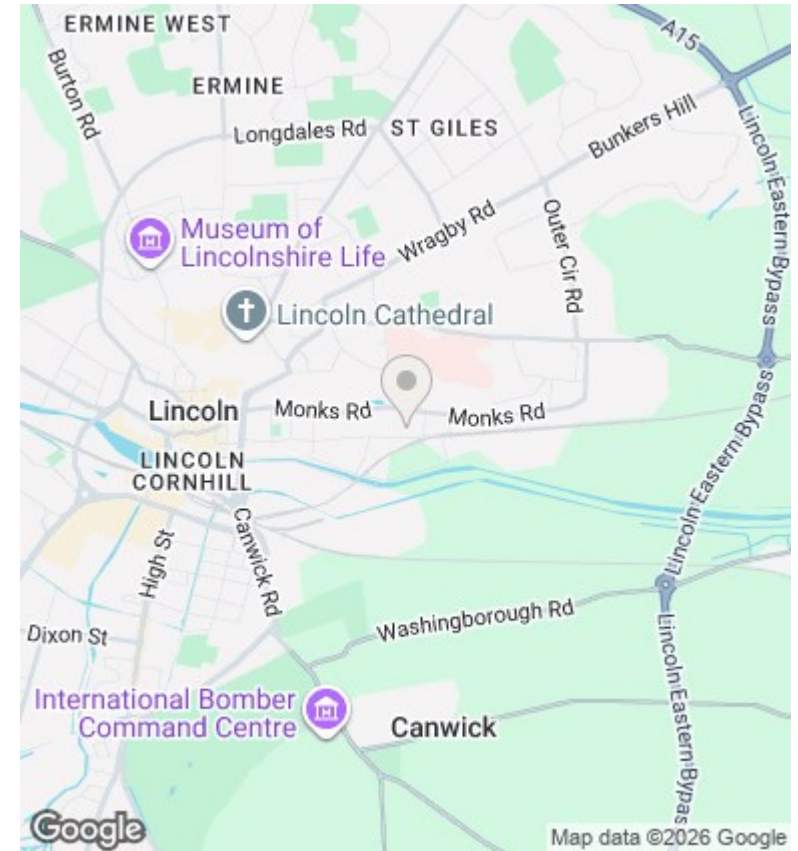 ERMINE WEST
A15
Burton Rd
ERMINE
Longdales Rd
ST GILES
Bunkers Hill
Lincoln Eastern Bypass
Museum of
Lincolnshire Life
Wragby Rd
Outer Cir Rd
Lincoln Cathedral
Lincoln
Monks Rd
Monks Rd
Lincoln Eastern Bypass
LINCOLN
CORNHILL
High St
Canwick Rd
Dixon St
Washingborough Rd
Lincoln Eastern Bypass
International Bomber
Command Centre
Canwick
Google
Map data ©2026 Google